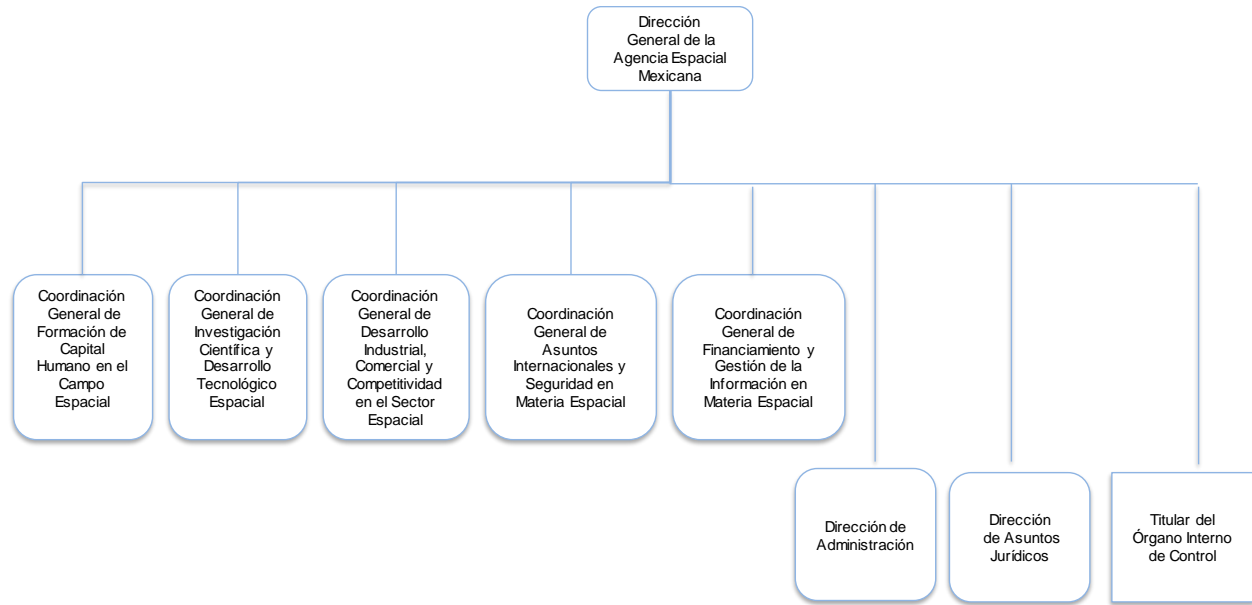 Dirección
General de la
Agencia Espacial
Mexicana
Coordinación
General de
Formación de
Capital
Humano en el
Campo
Espacial
Coordinación
General de
Investigación
Científica y
Desarrollo
Tecnológico
Espacial
Coordinación
General de
Desarrollo
Industrial,
Comercial y
Competitividad
en el Sector
Espacial
Coordinación
General de
Asuntos
Internacionales y
Seguridad en
Materia Espacial
Coordinación
General de
Financiamiento y
Gestión de la
Información en
Materia Espacial
Dirección de
Administración
Dirección
de Asuntos
Jurídicos
Titular del
Órgano Interno
de Control